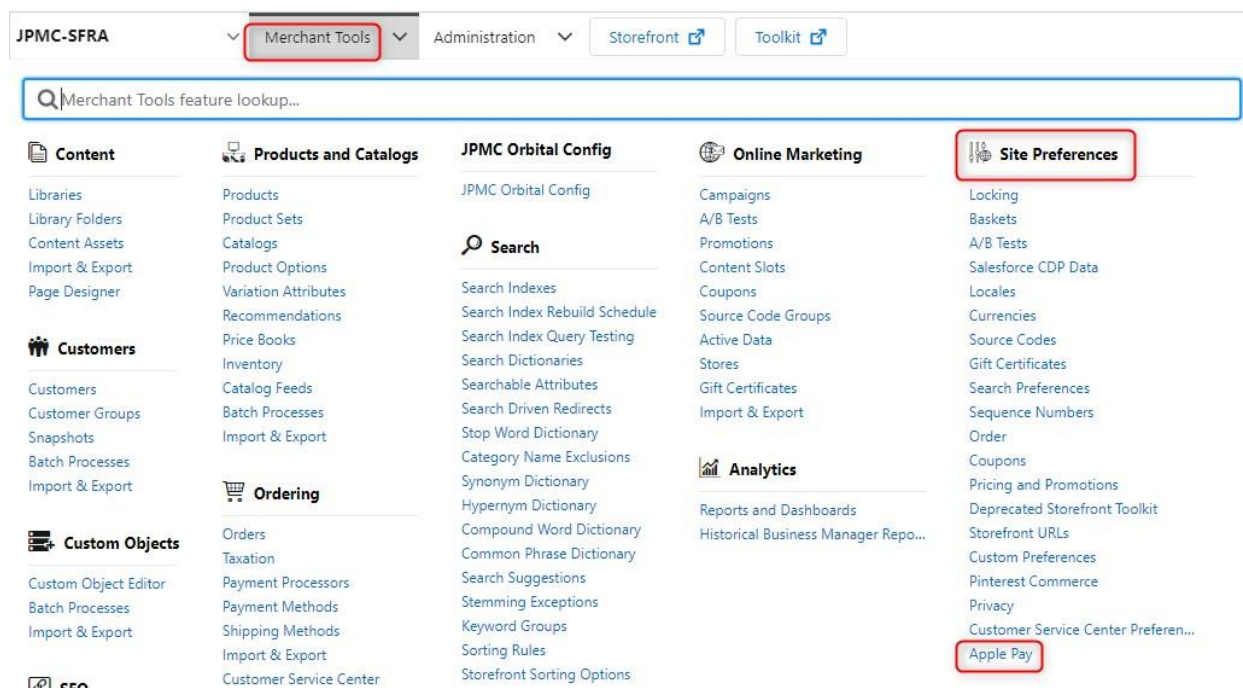 JPMC-SFRA
Merchant Tools
Administration
Storefront
Toolkit
Merchant Tools feature lookup...
Content
Libraries
Library Folders
Content Assets
Import & Export
Page Designer
Customers
Customers
Customer Groups
Snapshots
Batch Processes
Import & Export
Custom Objects
Custom Object Editor
Batch Processes
Import & Export
SEO
Products and Catalogs
Products
Product Sets
Catalogs
Product Options
Variation Attributes
Recommendations
Price Books
Inventory
Catalog Feeds
Batch Processes
Import & Export
Ordering
Orders
Taxation
Payment Processors
Payment Methods
Shipping Methods
Import & Export
Customer Service Center
JPMC Orbital Config
JPMC Orbital Config
Search
Search Indexes
Search Index Rebuild Schedule
Search Index Query Testing
Search Dictionaries
Searchable Attributes
Search Driven Redirects
Stop Word Dictionary
Category Name Exclusions
Synonym Dictionary
Hypernym Dictionary
Compound Word Dictionary
Common Phrase Dictionary
Search Suggestions
Stemming Exceptions
Keyword Groups
Sorting Rules
Storefront Sorting Options
Online Marketing
Campaigns
A/B Tests
Promotions
Content Slots
Coupons
Source Code Groups
Active Data
Stores
Gift Certificates
Import & Export
Analytics
Reports and Dashboards
Historical Business Manager Repo...
Site Preferences
Locking
Baskets
A/B Tests
Salesforce CDP Data
Locales
Currencies
Source Codes
Gift Certificates
Search Preferences
Sequence Numbers
Order
Coupons
Pricing and Promotions
Deprecated Storefront Toolkit
Storefront URLs
Custom Preferences
Pinterest Commerce
Privacy
Customer Service Center Preferen...
Apple Pay